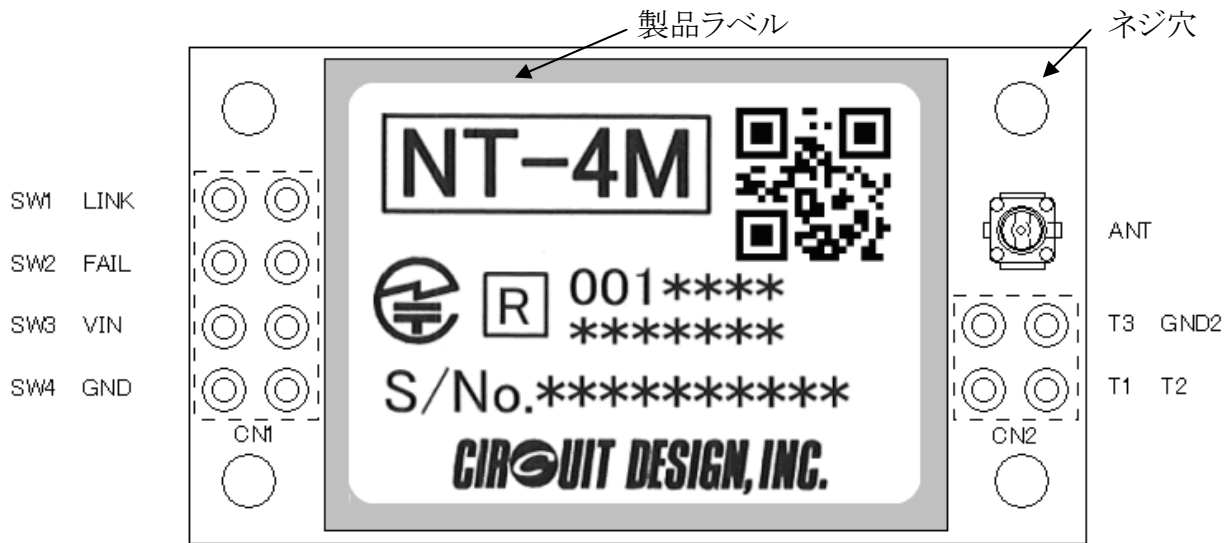 製品ラベル ネジ穴
NT-4M
SW1 LINK
SW2 FAIL
SW3 VIN
SW4 GND
CN1
R 001****
*******
S/No.**********
CIRCUIT DESIGN, INC.
ANT
T3 GND2
T1 T2
CN2